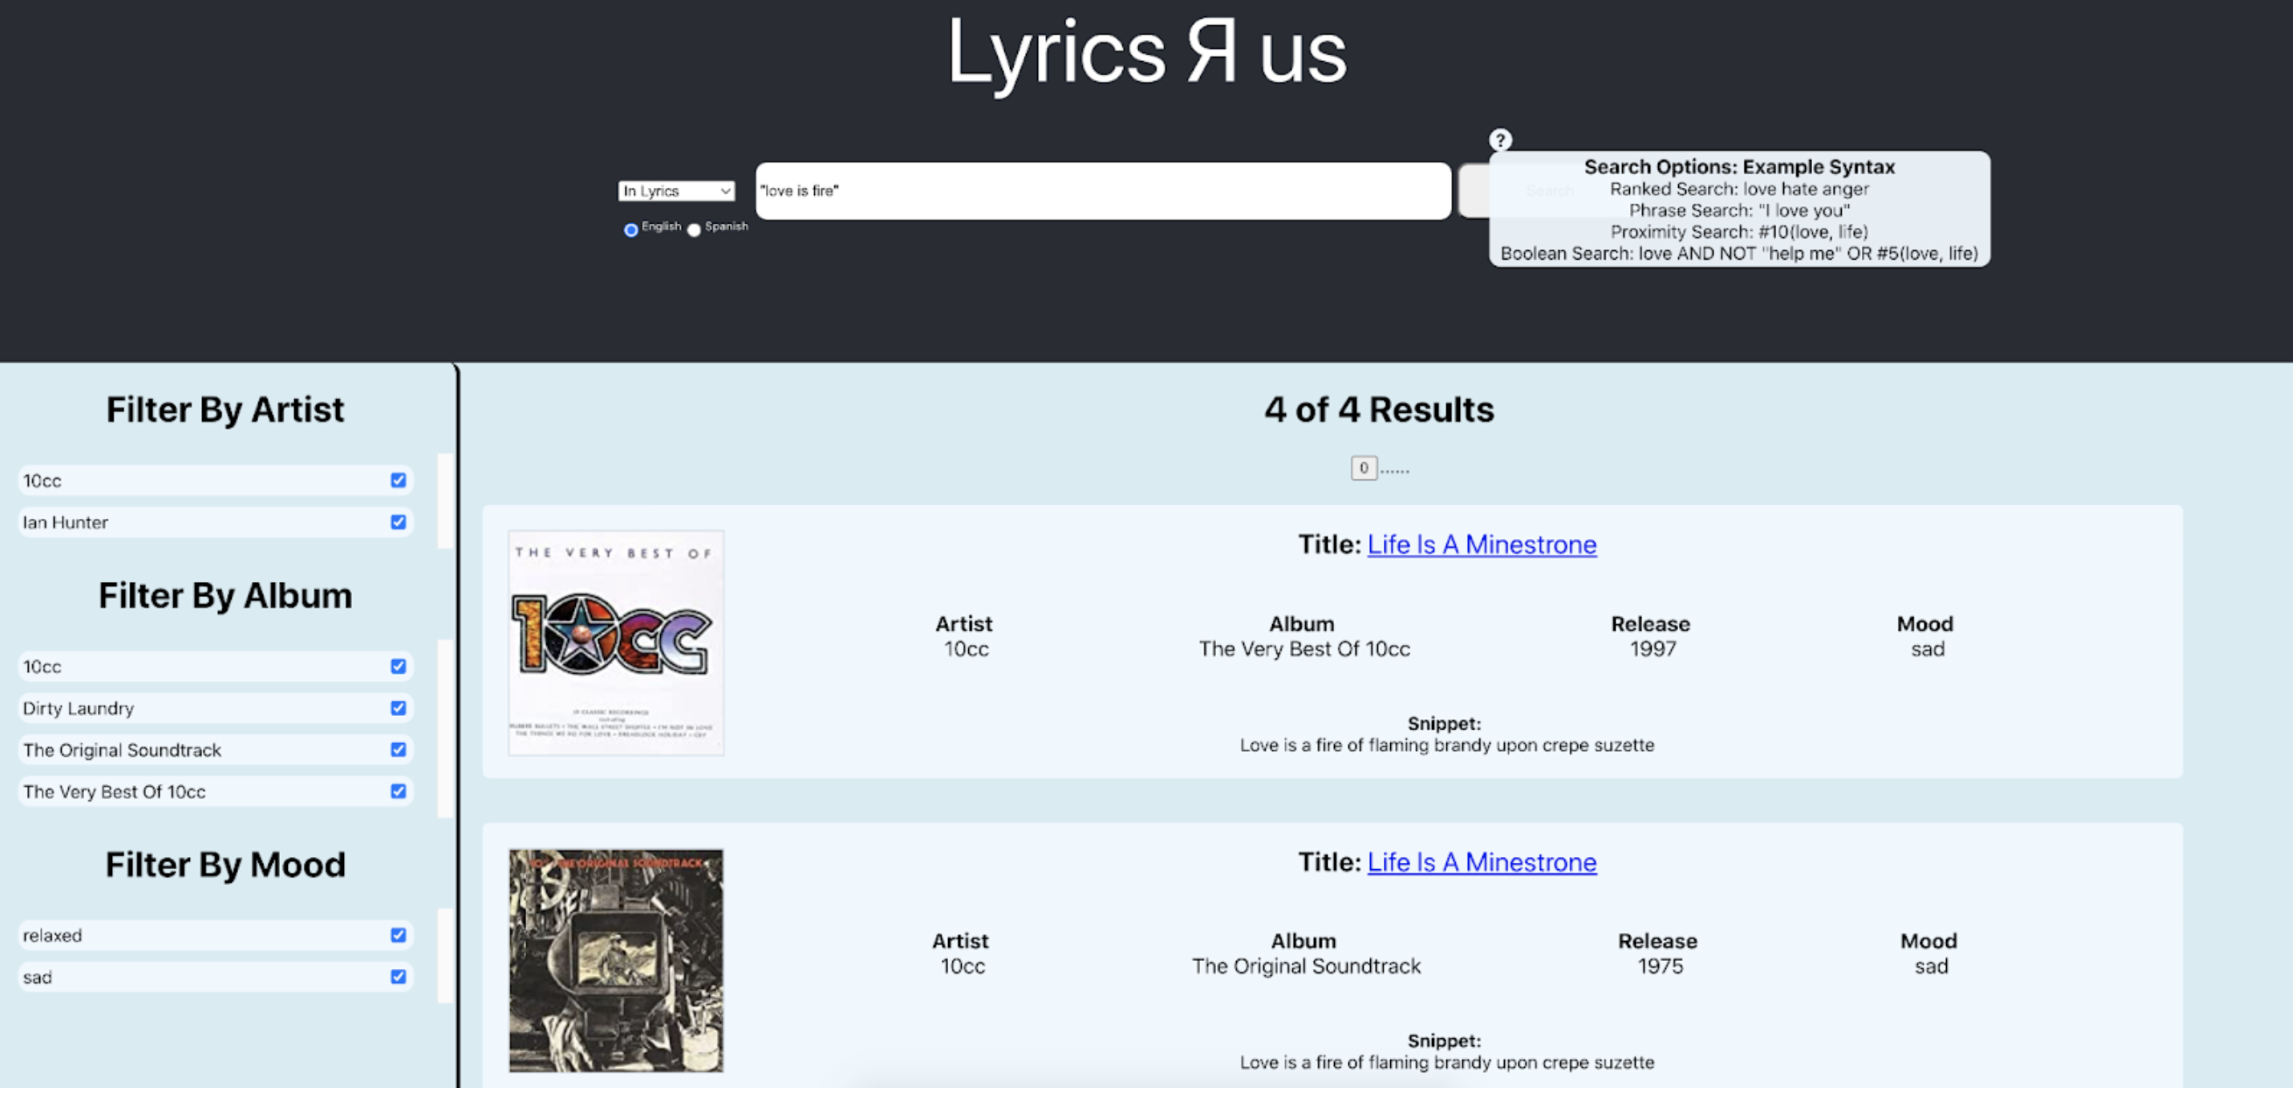 Lyrics Я us
?
In Lyrics
"love is fire"
Search
English Spanish
Search Options: Example Syntax
Ranked Search: love hate anger
Phrase Search: "I love you"
Proximity Search: #10(love, life)
Boolean Search: love AND NOT "help me" OR #5(love, life)
Filter By Artist
10cc
Ian Hunter
Filter By Album
10cc
Dirty Laundry
The Original Soundtrack
The Very Best Of 10cc
Filter By Mood
relaxed
sad
4 of 4 Results
0 ......
THE VERY BEST OF
10CC
Title: Life Is A Minestrone
Artist Album Release Mood
10cc The Very Best Of 10cc 1997 sad
Snippet:
Love is a fire of flaming brandy upon crepe suzette
THE ORIGINAL SOUNDTRACK
Title: Life Is A Minestrone
Artist Album Release Mood
10cc The Original Soundtrack 1975 sad
Snippet:
Love is a fire of flaming brandy upon crepe suzette